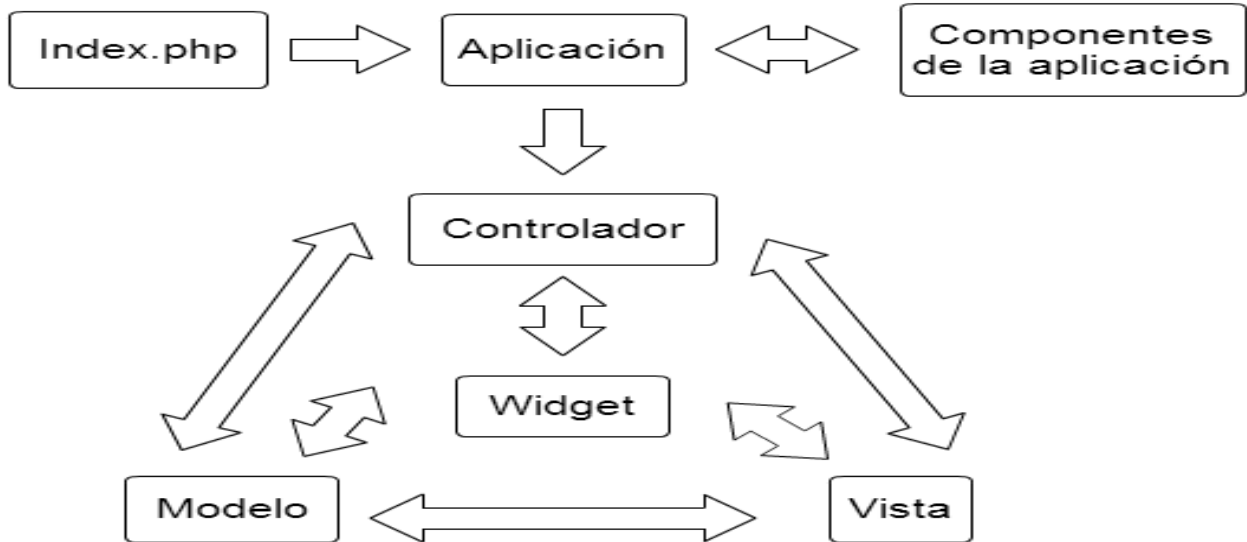 Index.php
Aplicación
Componentes
de la aplicación
Controlador
Widget
Modelo
Vista